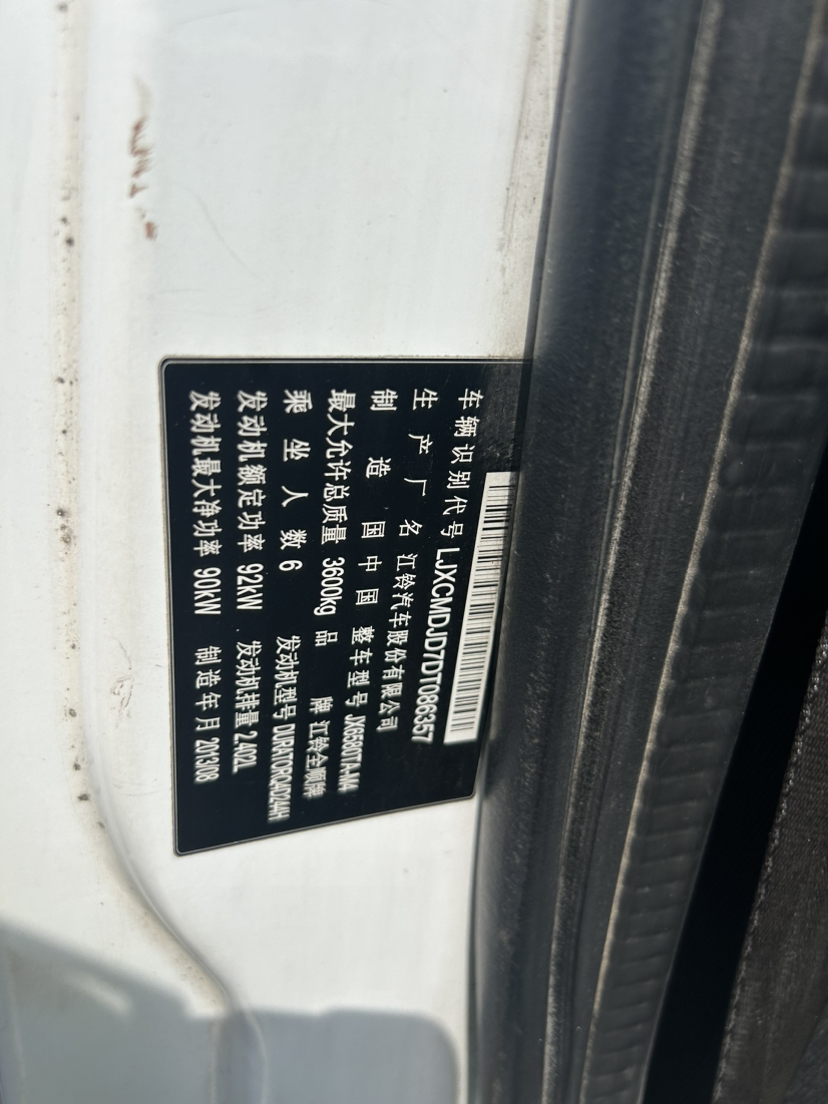 车辆识别代号 LJXCMDJDTDT086357
生产厂名 江铃汽车股份有限公司
制造国 中国 整车型号 JX6580TA-M4
最大允许总质量 3600kg 品牌 江铃全顺牌
乘坐人数 6 发动机型号 DURATORQ4D244H
发动机额定功率 92kW 发动机排量 2.402L
发动机最大净功率 90kW 制造年月 201308